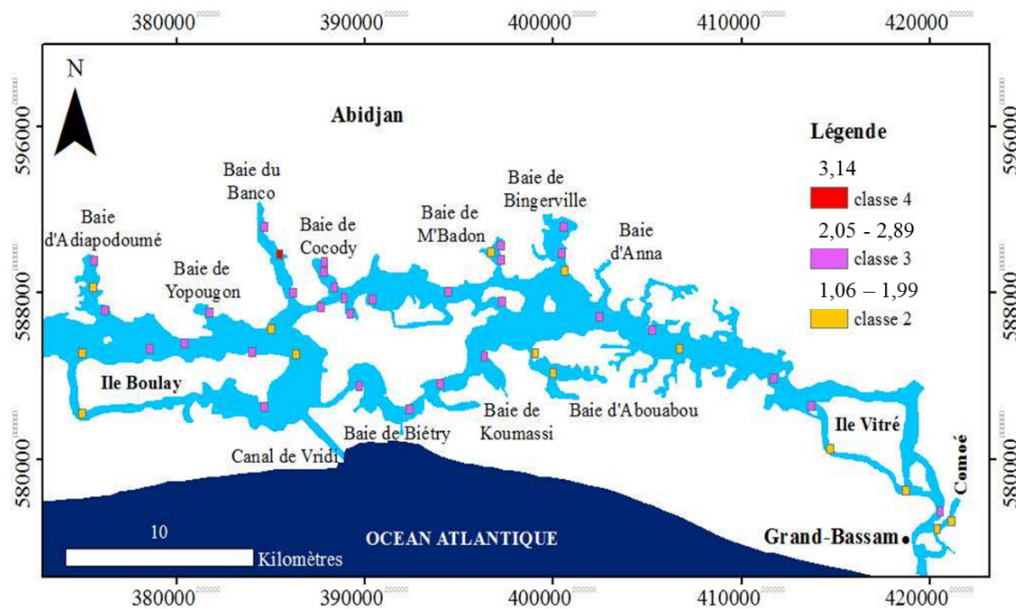 380000 390000 400000 410000 420000
596000
588000
580000
596000
588000
580000
N
Abidjan
Légende
3,14
classe 4
2,05 - 2,89
classe 3
1,06 – 1,99
classe 2
Baie du
Banco
Baie de
Bingerville
Baie
d'Adiapodoumé
Baie de
Cocody
Baie de
M'Badon
Baie
d'Anna
Baie de
Yopougon
Ile Boulay
Baie de
Koumassi
Baie d'Abouabou
Ile Vitré
Baie de Biétry
Canal de Vridi
Comoé
10
Kilomètres
OCEAN ATLANTIQUE
Grand-Bassam
380000 390000 400000 410000 420000